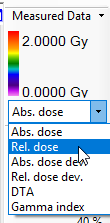 Measured Data
2.0000 Gy
0.0000 Gy
Abs. dose
Abs. dose
Rel. dose
Abs. dose dev.
Rel. dose dev.
DTA
Gamma index
40 %